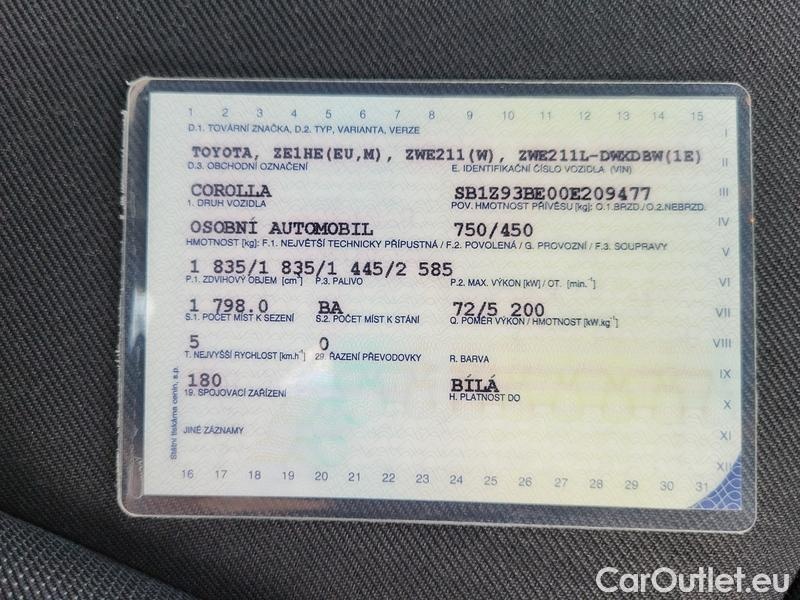 1 2 3 4 5 6 7 8 9 10 11 12 13 14 15
D.1. TOVÁRNÍ ZNAČKA, D.2. TYP, VARIANTA, VERZE I
TOYOTA, ZE1HE(EU,M), ZWE211(W), ZWE211L-DWXDBW(1E)
D.3. OBCHODNÍ OZNAČENÍ E. IDENTIFIKAČNÍ ČÍSLO VOZIDLA (VIN) II
COROLLA SB1Z93BE00E209477 III
1. DRUH VOZIDLA POV. HMOTNOST PŘÍVĚSU [kg]: O.1.BRZD./O.2.NEBRZD.
OSOBNÍ AUTOMOBIL 750/450 IV
HMOTNOST [kg]: F.1. NEJVĚTŠÍ TECHNICKY PŘÍPUSTNÁ / F.2. POVOLENÁ / G. PROVOZNÍ / F.3. SOUPRAVY V
1 835/1 835/1 445/2 585
P.1. ZDVIHOVÝ OBJEM [cm³] P.3. PALIVO P.2. MAX. VÝKON [kW] / OT. [min.⁻¹] VI
1 798.0 BA 72/5 200 VII
S.1. POČET MÍST K SEZENÍ S.2. POČET MÍST K STÁNÍ Q. POMĚR VÝKON / HMOTNOST [kW.kg⁻¹]
5 0 VIII
T. NEJVYŠŠÍ RYCHLOST [km.h⁻¹] 29. ŘAZENÍ PŘEVODOVKY R. BARVA
180 BÍLÁ IX
19. SPOJOVACÍ ZAŘÍZENÍ H. PLATNOST DO X
JINÉ ZÁZNAMY XI
XII
16 17 18 19 20 21 22 23 24 25 26 27 28 29 30 31
Státní tiskárna cenin, s.p.
CarOutlet.eu